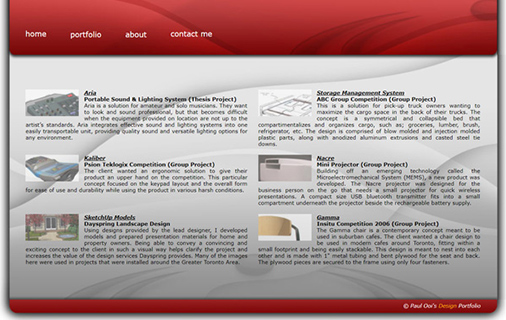 home
portfolio
about
contact me
Aria
Portable Sound & Lighting System (Thesis Project)
Aria is a solution for amateur and solo musicians. They want
to look and sound professional, but that becomes difficult
when the equipment provided on location are not up to the
artist's standards. Aria integrates effective sound and lighting systems into one
easily transportable unit, providing quality sound and versatile lighting options for
any environment.
Kaliber
Psion Teklogix Competition (Group Project)
The client wanted an ergonomic solution to give their
product an upper hand on the competition. This particular
concept focused on the keypad layout and the overall form
for ease of use and durability while using the product in various harsh conditions.
SketchUp Models
Dayspring Landscape Design
Using designs provided by the lead designer, I developed
models and prepared presentation materials for home and
property owners. Being able to convey a convincing and
exciting concept to the client in such a visual way helps clarify the project and
increases the value of the design services Dayspring provides. Many of the images
here were used in projects that were installed around the Greater Toronto Area.
Storage Management System
ABC Group Competition (Group Project)
This is a solution for pick-up truck owners wanting to
maximize the cargo space in the back of their trucks. The
concept is a symmetrical and collapsible bed that
compartimentalizes and organizes cargo, such as; groceries, lumber, brush,
refrigerator, etc. The design is comprised of blow molded and injection molded
plastic parts, along with anodized aluminum extrusions and casted steel tie
downs.
Nacre
Mini Projector (Group Project)
Building off an emerging technology called the
Microelectromechanical System (MEMS), a new product was
developed. The Nacre projector was designed for the
business person on the go that needs a small projector for quick wireless
presentations. A compact size USB bluetooth transmitter fits into a small
compartment underneath the projector beside the rechargeable battery supply.
Gamma
Insitu Competition 2006 (Group Project)
The Gamma chair is a contemporary concept meant to be
used in suburban cafes. The client wanted a chair design to
be used in modern cafes around Toronto, fitting within a
small footprint and being easily stackable. This design is meant to nest into each
other and is made with 1" metal tubing and bent plywood for the seat and back.
The plywood pieces are secured to the frame using only four fasteners.
© Paul Ooi's Design Portfolio